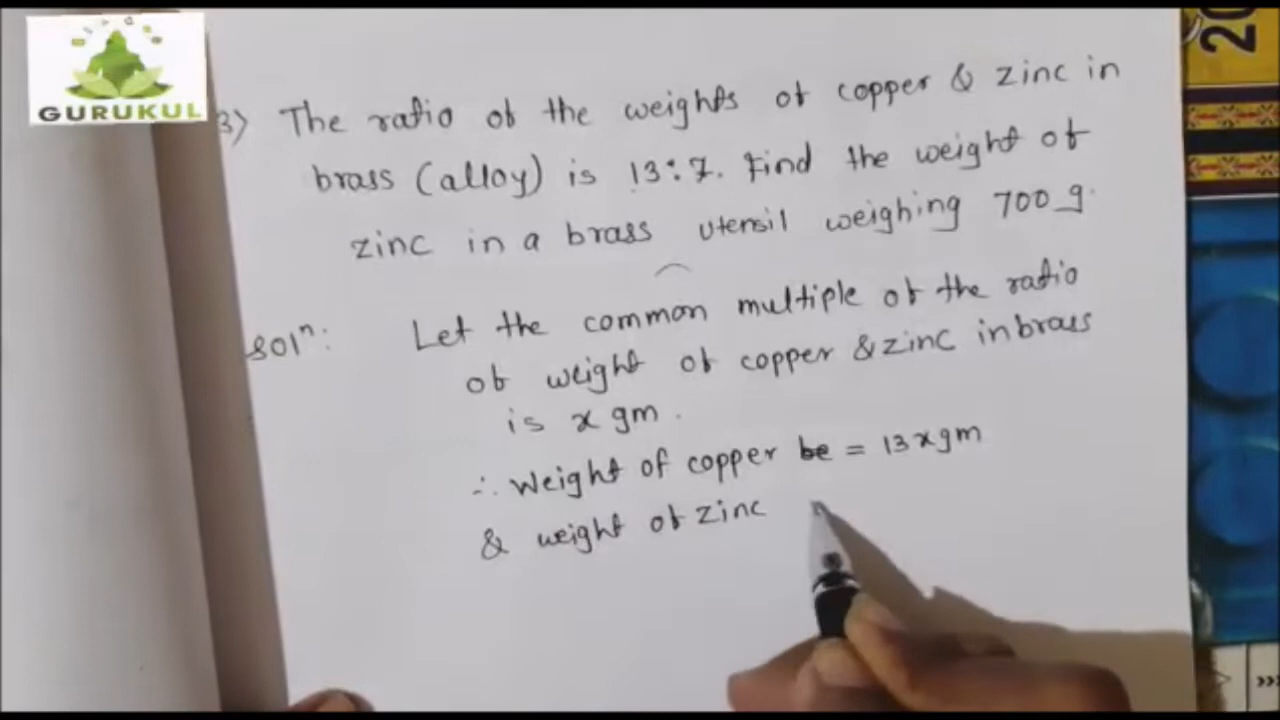 GURUKUL
3) The ratio of the weights of copper & zinc in
brass (alloy) is 13:7. Find the weight of
zinc in a brass utensil weighing 700 g.
Solⁿ: Let the common multiple of the ratio
of weight of copper & zinc in brass
is x gm.
∴ Weight of copper be = 13x gm
& weight of zinc
20